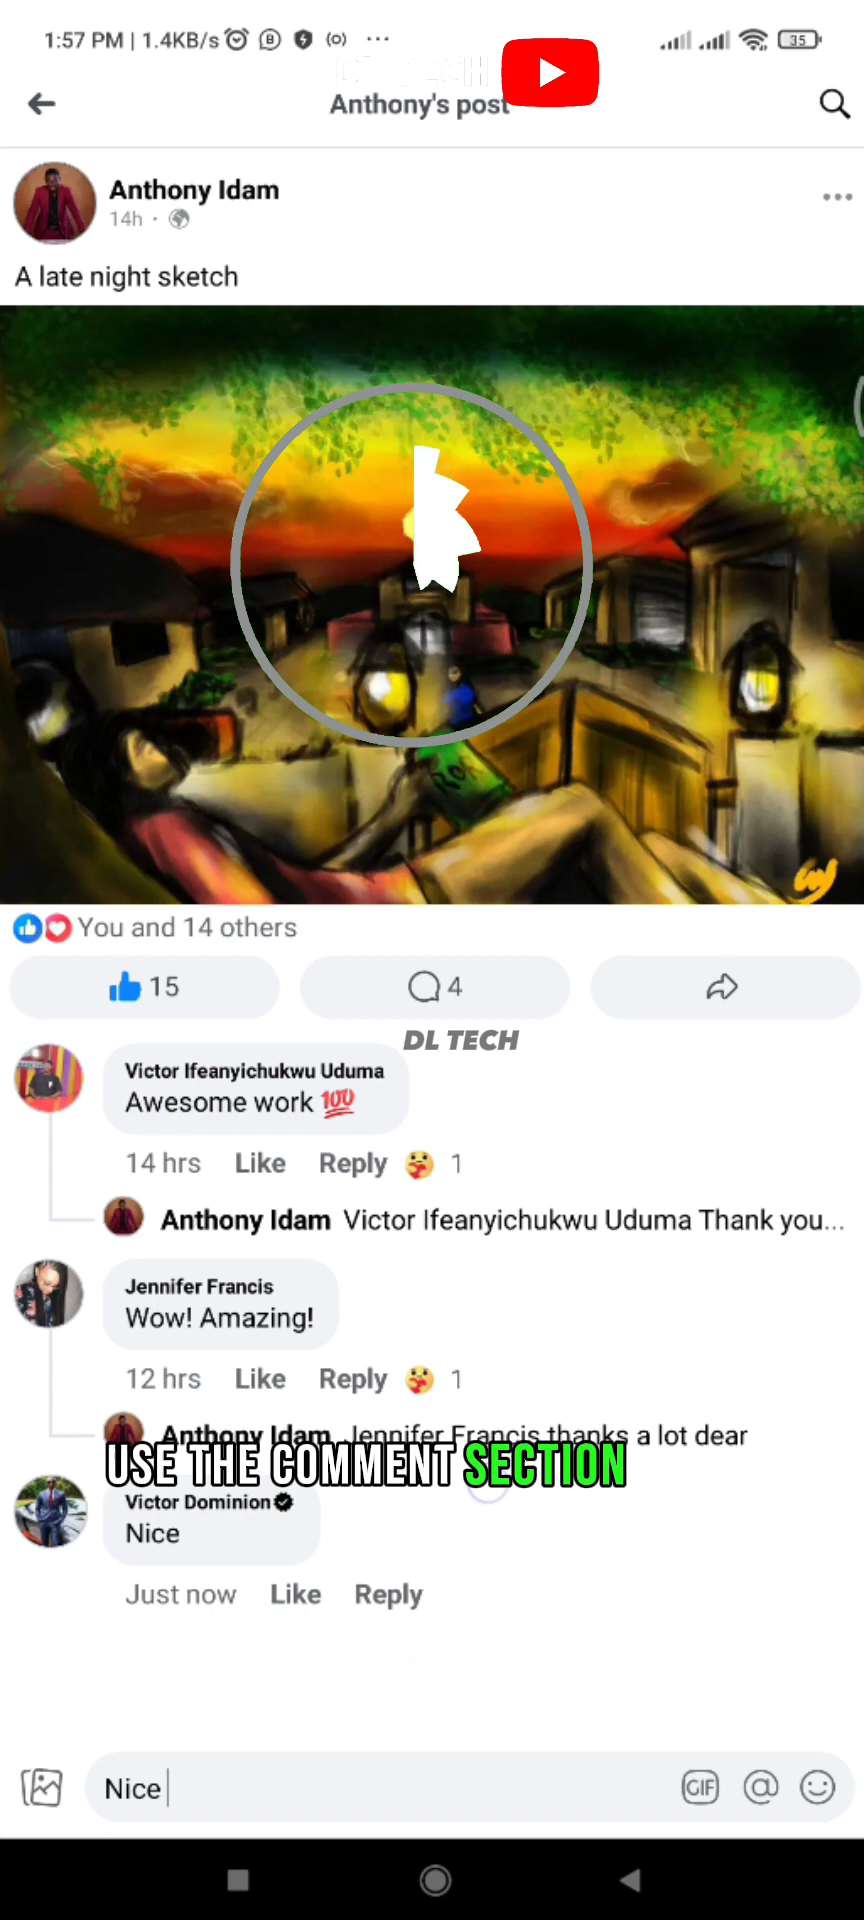 1:57 PM | 1.4KB/s
35
Anthony's post
Anthony Idam
14h ·
A late night sketch
ROR
You and 14 others
15
4
DL TECH
Victor Ifeanyichukwu Uduma
Awesome work 💯
14 hrs Like Reply 1
Anthony Idam Victor Ifeanyichukwu Uduma Thank you...
Jennifer Francis
Wow! Amazing!
12 hrs Like Reply 1
Anthony Idam Jennifer Francis thanks a lot dear
USE THE COMMENT SECTION
Victor Dominion
Nice
Just now Like Reply
Nice
GIF